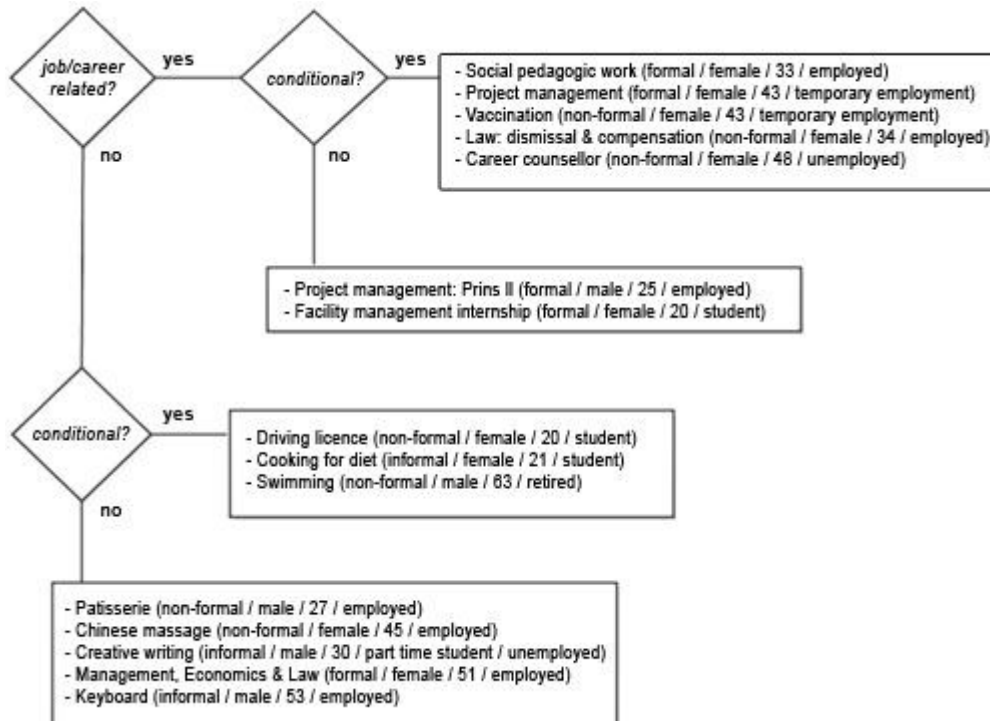 job/career
related?
yes
conditional?
yes
- Social pedagogic work (formal / female / 33 / employed)
- Project management (formal / female / 43 / temporary employment)
- Vaccination (non-formal / female / 43 / temporary employment)
- Law: dismissal & compensation (non-formal / female / 34 / employed)
- Career counsellor (non-formal / female / 48 / unemployed)
no
no
- Project management: Prins II (formal / male / 25 / employed)
- Facility management internship (formal / female / 20 / student)
conditional?
yes
- Driving licence (non-formal / female / 20 / student)
- Cooking for diet (informal / female / 21 / student)
- Swimming (non-formal / male / 63 / retired)
no
- Patisserie (non-formal / male / 27 / employed)
- Chinese massage (non-formal / female / 45 / employed)
- Creative writing (informal / male / 30 / part time student / unemployed)
- Management, Economics & Law (formal / female / 51 / employed)
- Keyboard (informal / male / 53 / employed)